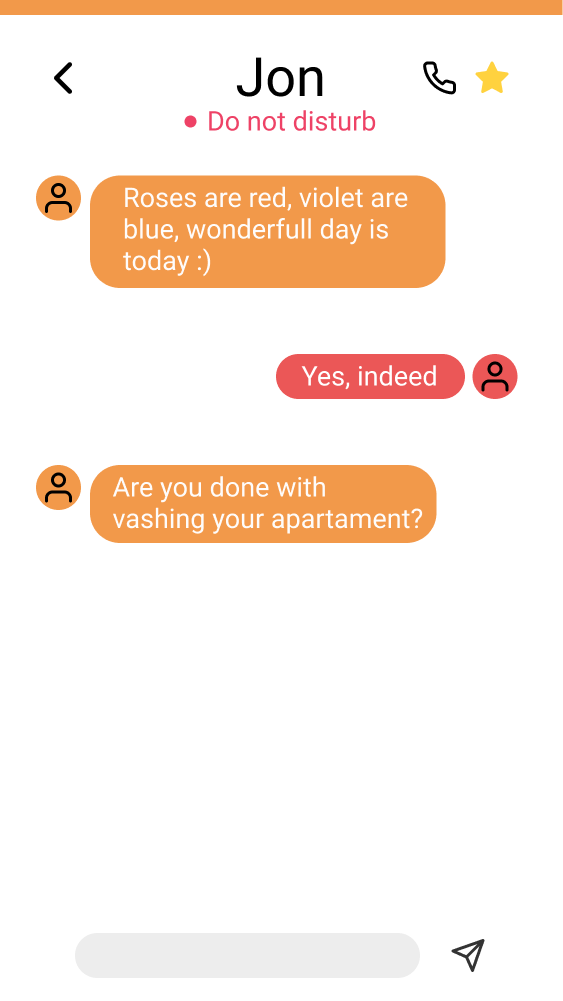 Jon
Do not disturb
Roses are red, violet are
blue, wonderfull day is
today :)
Yes, indeed
Are you done with
vashing your apartament?